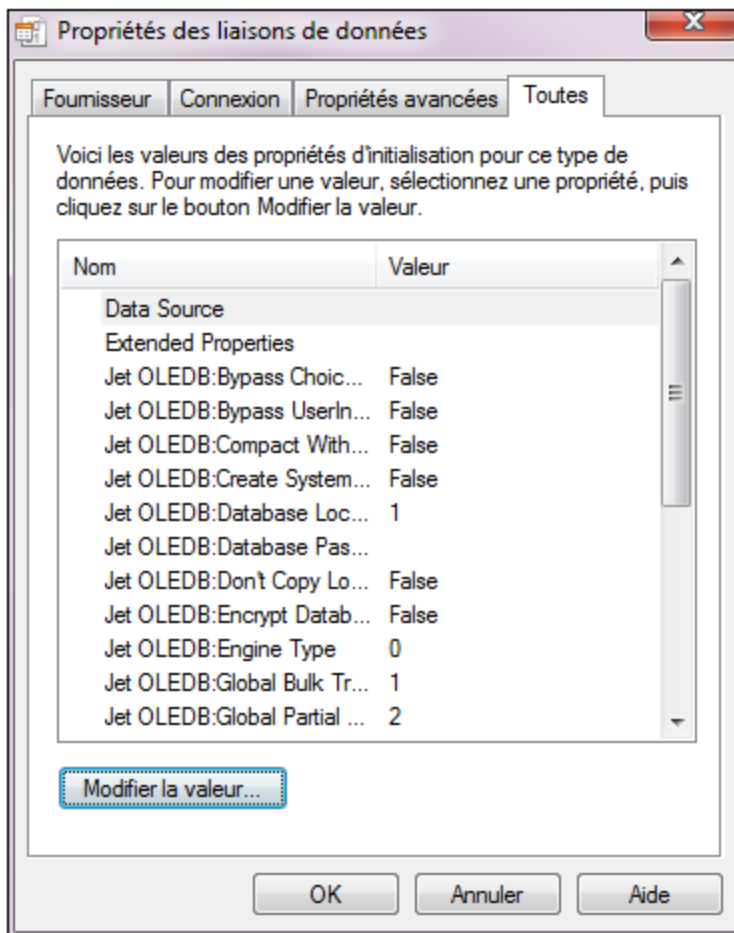 Propriétés des liaisons de données
Fournisseur Connexion Propriétés avancées Toutes
Voici les valeurs des propriétés d'initialisation pour ce type de
données. Pour modifier une valeur, sélectionnez une propriété, puis
cliquez sur le bouton Modifier la valeur.
Nom Valeur
Data Source
Extended Properties
Jet OLEDB:Bypass Choic... False
Jet OLEDB:Bypass UserIn... False
Jet OLEDB:Compact With... False
Jet OLEDB:Create System... False
Jet OLEDB:Database Loc... 1
Jet OLEDB:Database Pas...
Jet OLEDB:Don't Copy Lo... False
Jet OLEDB:Encrypt Datab... False
Jet OLEDB:Engine Type 0
Jet OLEDB:Global Bulk Tr... 1
Jet OLEDB:Global Partial ... 2
Modifier la valeur...
OK Annuler Aide